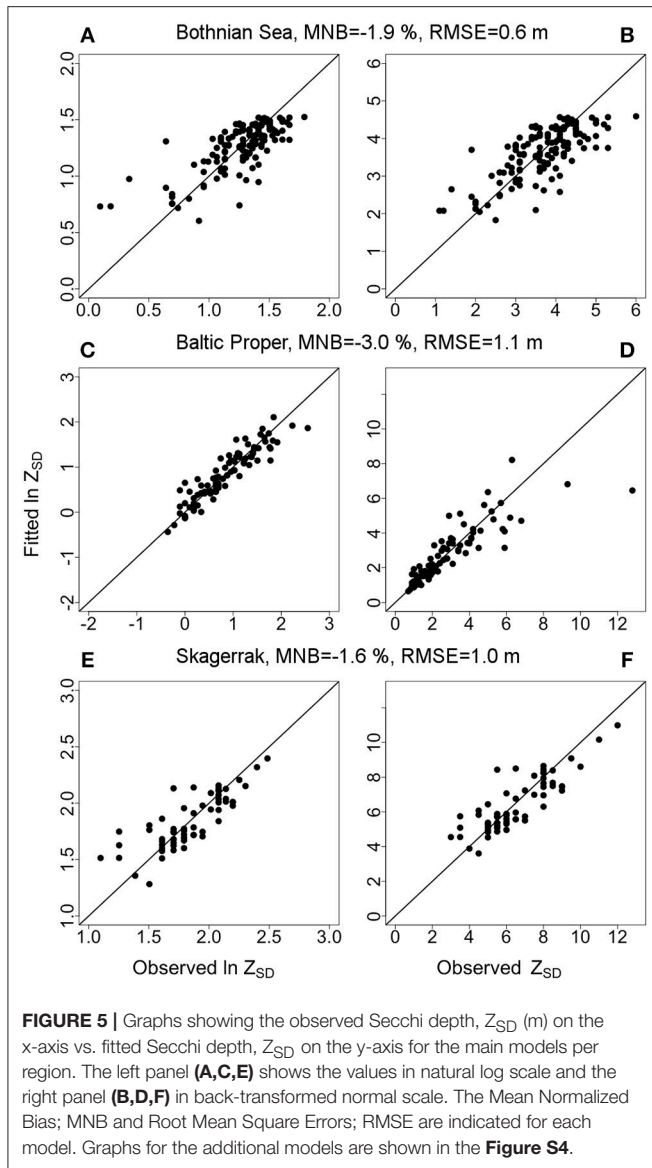 A Bothnian Sea, MNB=-1.9 %, RMSE=0.6 m B
2.0
1.5
1.0
0.5
0.0
0.0 0.5 1.0 1.5 2.0
6
5
4
3
2
1
0
0 1 2 3 4 5 6
C Baltic Proper, MNB=-3.0 %, RMSE=1.1 m D
Fitted ln Z_SD
3
2
1
0
-1
-2
-2 -1 0 1 2 3
12
10
8
6
4
2
0
0 2 4 6 8 10 12
E Skagerrak, MNB=-1.6 %, RMSE=1.0 m F
3.0
2.5
2.0
1.5
1.0
1.0 1.5 2.0 2.5 3.0
10
8
6
4
2
0
0 2 4 6 8 10 12
Observed ln Z_SD Observed Z_SD
FIGURE 5 | Graphs showing the observed Secchi depth, Z_SD (m) on the
x-axis vs. fitted Secchi depth, Z_SD on the y-axis for the main models per
region. The left panel (A,C,E) shows the values in natural log scale and the
right panel (B,D,F) in back-transformed normal scale. The Mean Normalized
Bias; MNB and Root Mean Square Errors; RMSE are indicated for each
model. Graphs for the additional models are shown in the Figure S4.